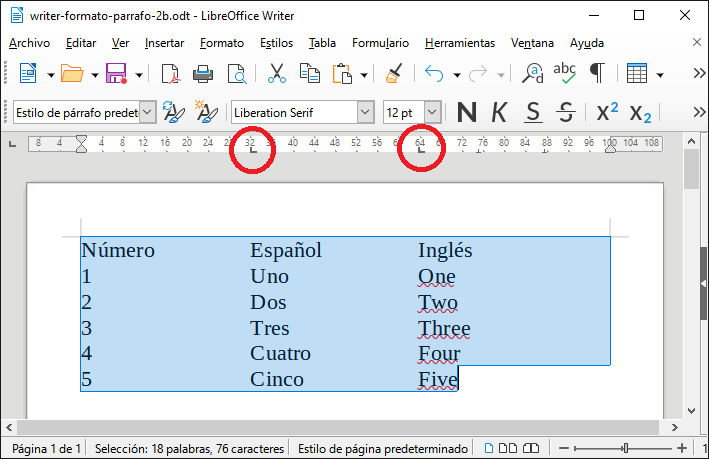 writer-formato-parrafo-2b.odt - LibreOffice Writer
Archivo Editar Ver Insertar Formato Estilos Tabla Formulario Herramientas Ventana Ayuda
abc
Estilo de párrafo predet Liberation Serif 12 pt N K S S X2 X2
8 4 4 8 12 16 20 24 28 32 36 40 44 48 52 56 60 64 68 72 76 80 84 88 92 96 100 104 108
Número Español Inglés
1 Uno One
2 Dos Two
3 Tres Three
4 Cuatro Four
5 Cinco Five
Página 1 de 1 Selección: 18 palabras, 76 caracteres Estilo de página predeterminado 1